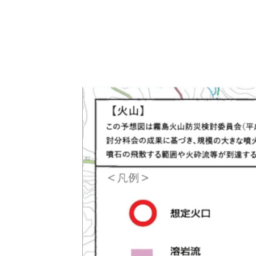 【火山】
この予想図は霧島火山防災検討委員会（平
討分科会の成果に基づき、規模の大きな噴火
噴石の飛散する範囲や火砕流等が到達する
＜凡例＞
想定火口
溶岩流